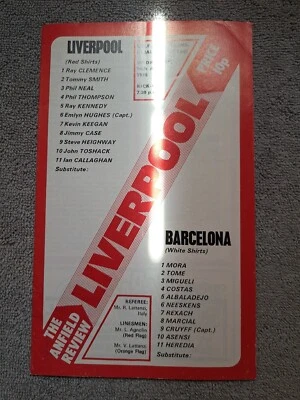 LIVERPOOL
(Red Shirts)
1 Ray CLEMENCE
2 Tommy SMITH
3 Phil NEAL
4 Phil THOMPSON
5 Ray KENNEDY
6 Emlyn HUGHES (Capt.)
7 Kevin KEEGAN
8 Jimmy CASE
9 Steve HEIGHWAY
10 John TOSHACK
11 Ian CALLAGHAN
Substitute:
PRICE
10p
LIVERPOOL
THE
ANFIELD
REVIEW
BARCELONA
(White Shirts)
1 MORA
2 TOME
3 MIGUELI
4 COSTAS
5 ALBALADEJO
6 NEESKENS
7 REXACH
8 MARCIAL
9 CRUYFF (Capt.)
10 ASENSI
11 HEREDIA
Substitute:
REFEREE:
Italy
LINESMEN:
(Red Flag)
(Orange Flag)